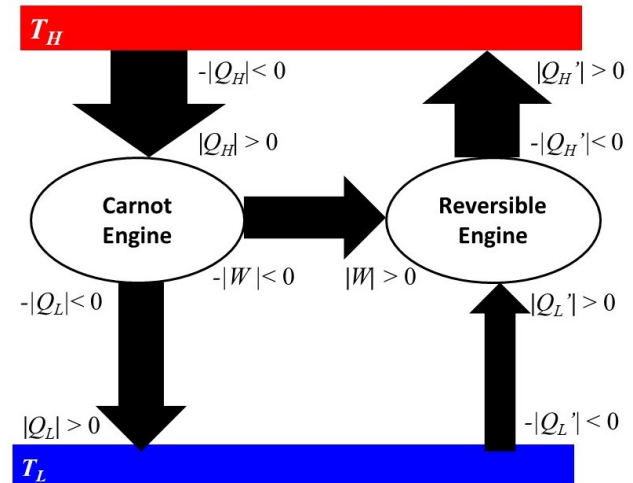 T_H
-|Q_H|< 0
|Q_H| > 0
|Q_H'| > 0
-|Q_H'|< 0
Carnot
Engine
Reversible
Engine
-|W |< 0
|W| > 0
-|Q_L|< 0
|Q_L'| > 0
|Q_L| > 0
-|Q_L'|< 0
T_L